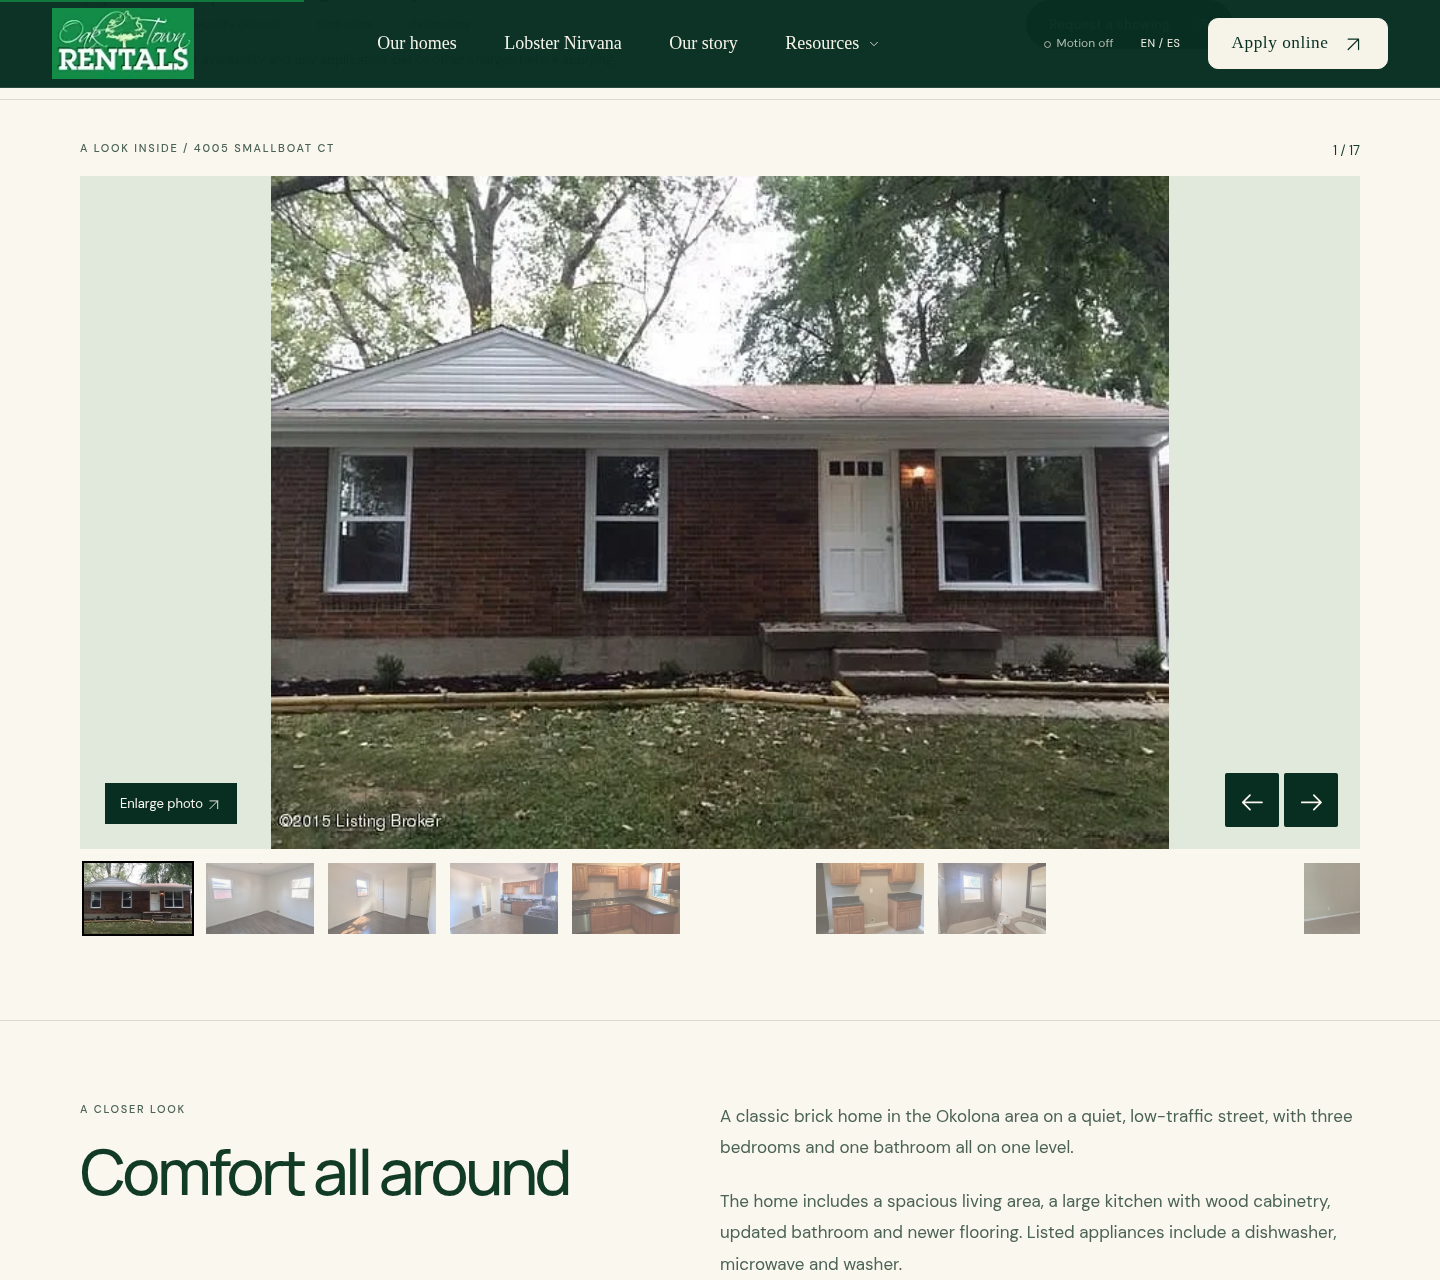 Oak Town
RENTALS
Our homes
Lobster Nirvana
Our story
Resources
Motion off
EN / ES
Apply online
A LOOK INSIDE / 4005 SMALLBOAT CT
1 / 17
Enlarge photo
©2015 Listing Broker
A CLOSER LOOK
Comfort all around
A classic brick home in the Okolona area on a quiet, low-traffic street, with three
bedrooms and one bathroom all on one level.
The home includes a spacious living area, a large kitchen with wood cabinetry,
updated bathroom and newer flooring. Listed appliances include a dishwasher,
microwave and washer.